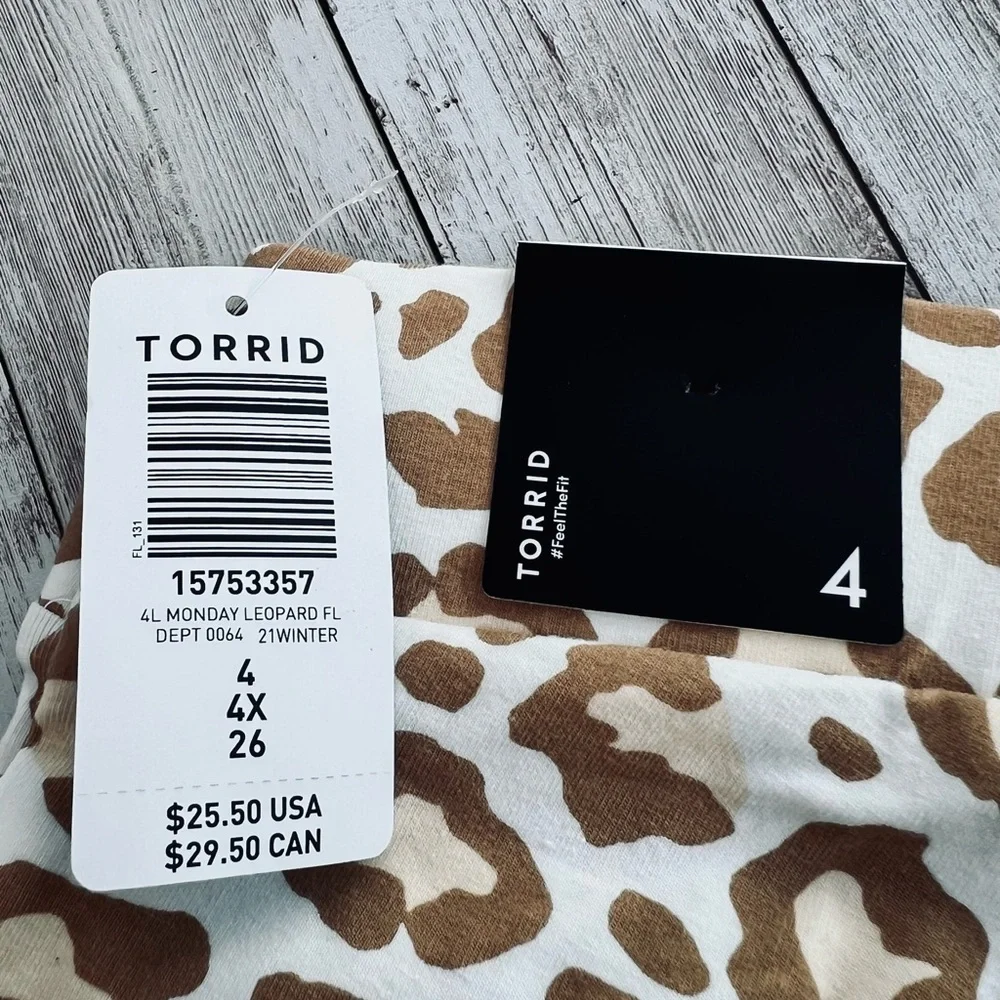 TORRID
FL_131
15753357
4L MONDAY LEOPARD FL
DEPT 0064 21WINTER
4
4X
26
$25.50 USA
$29.50 CAN
TORRID
#FeelTheFit
4